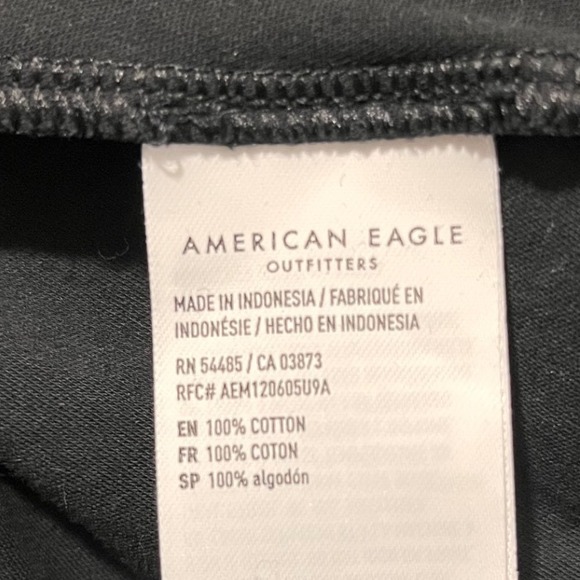 AMERICAN EAGLE
OUTFITTERS
MADE IN INDONESIA / FABRIQUÉ EN
INDONÉSIE / HECHO EN INDONESIA
RN 54485 / CA 03873
RFC# AEM120605U9A
EN 100% COTTON
FR 100% COTON
SP 100% algodón